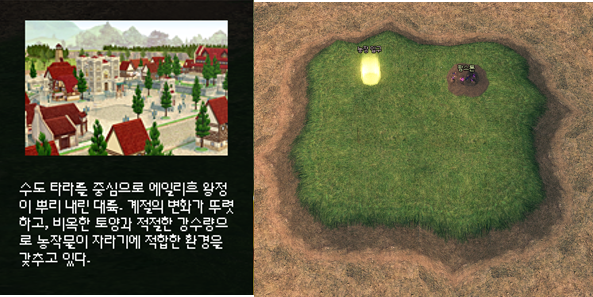 수도 타라를 중심으로 에일리흐 왕정
이 뿌리 내린 대륙. 계절의 변화가 뚜렷
하고, 비옥한 토양과 적절한 강수량으
로 농작물이 자라기에 적합한 환경을
갖추고 있다.